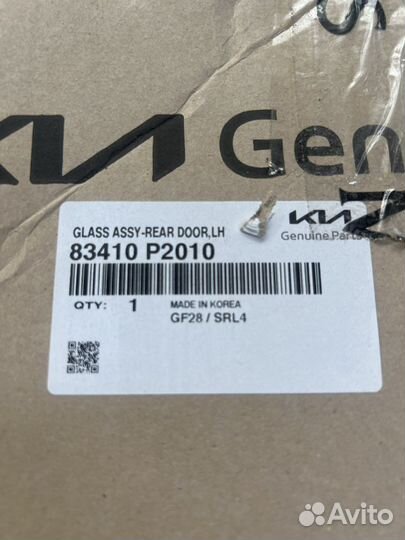 S
KIA Gen
GLASS ASSY-REAR DOOR,LH
83410 P2010
KIA
Genuine Parts
N
QTY: 1
MADE IN KOREA
GF28 / SRL4
Avito